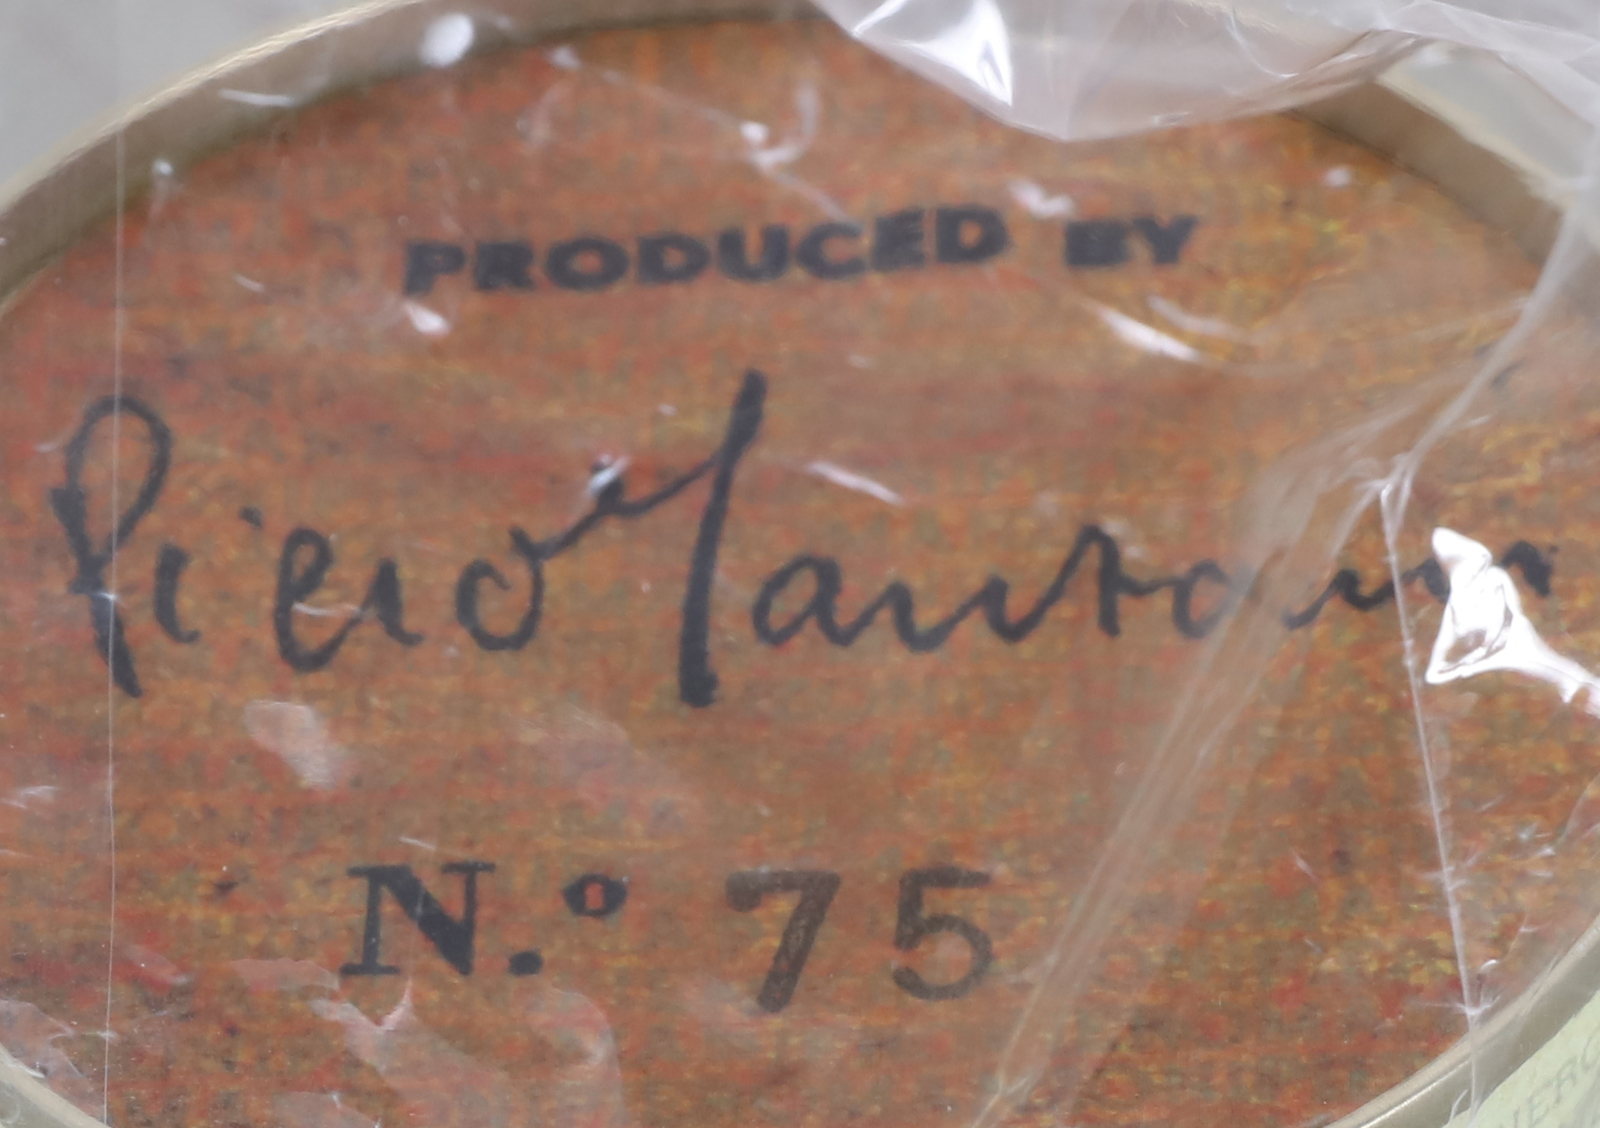 PRODUCED BY
Piero Manzoni
N.º 75